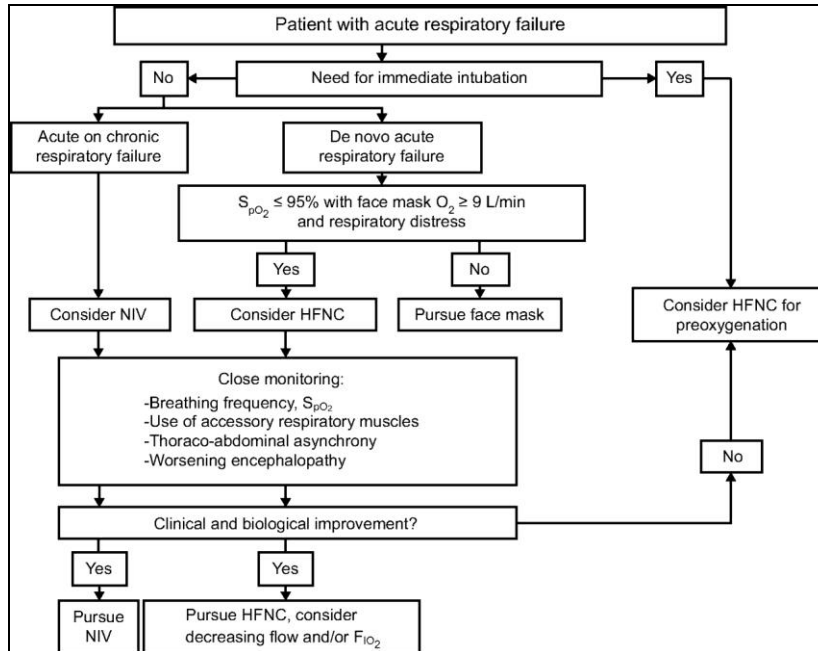 Patient with acute respiratory failure
No
Need for immediate intubation
Yes
Acute on chronic
respiratory failure
De novo acute
respiratory failure
SpO2 ≤ 95% with face mask O2 ≥ 9 L/min
and respiratory distress
Yes
No
Consider NIV
Consider HFNC
Pursue face mask
Consider HFNC for
preoxygenation
Close monitoring:
-Breathing frequency, SpO2
-Use of accessory respiratory muscles
-Thoraco-abdominal asynchrony
-Worsening encephalopathy
No
Clinical and biological improvement?
Yes
Yes
Pursue
NIV
Pursue HFNC, consider
decreasing flow and/or FIO2